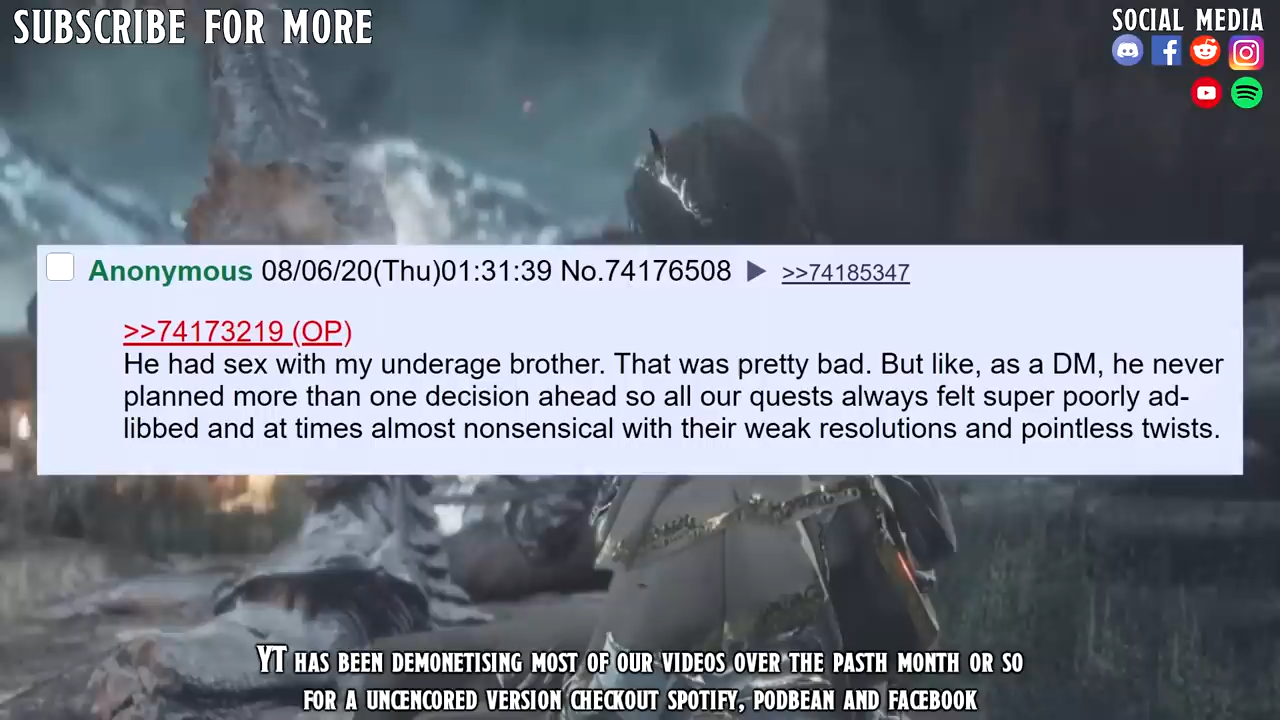 SUBSCRIBE FOR MORE
SOCIAL MEDIA
Anonymous 08/06/20(Thu)01:31:39 No.74176508 ▶ >>74185347
>>74173219 (OP)
He had sex with my underage brother. That was pretty bad. But like, as a DM, he never
planned more than one decision ahead so all our quests always felt super poorly ad-
libbed and at times almost nonsensical with their weak resolutions and pointless twists.
YT HAS BEEN DEMONETISING MOST OF OUR VIDEOS OVER THE PASTH MONTH OR SO
FOR A UNCENCORED VERSION CHECKOUT SPOTIFY, PODBEAN AND FACEBOOK